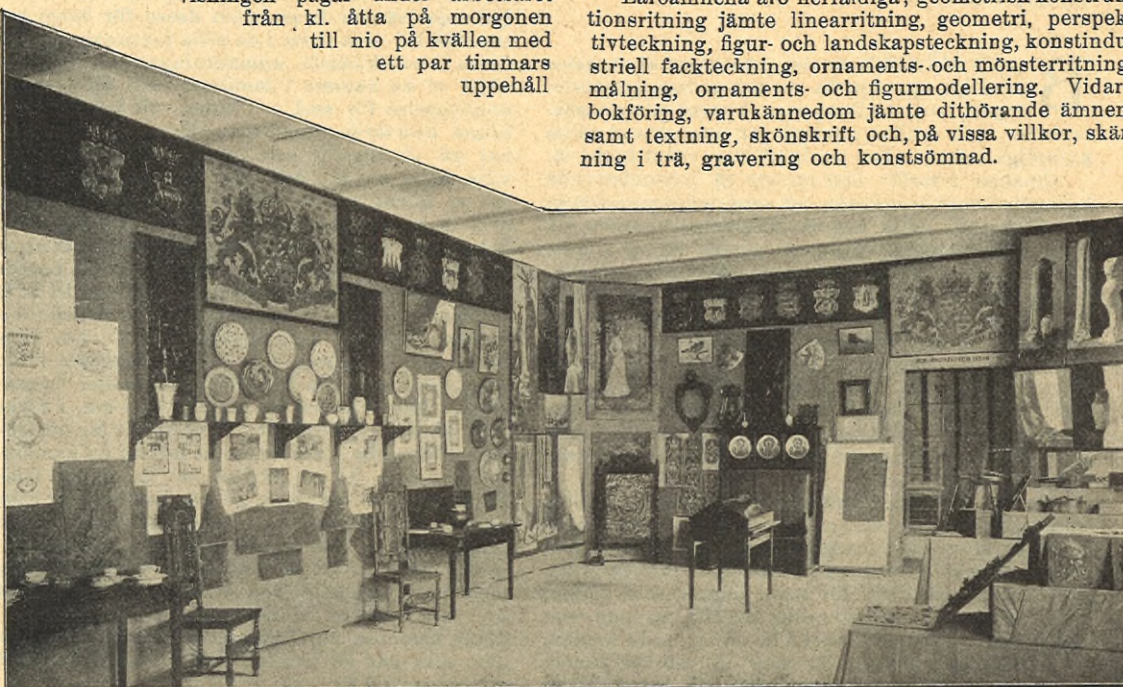 från kl. åtta på morgonen
till nio på kvällen med
ett par timmars
uppehåll
tionsritning jämte linearritning, geometri, perspek
tivteckning, figur- och landskapsteckning, konstindu
striell fackteckning, ornaments- och mönsterritning
målning, ornaments- och figurmodellering. Vidar
bokföring, varukännedom jämte dithörande ämnen
samt textning, skönskrift och, på vissa villkor, skär
ning i trä, gravering och konstsömnad.